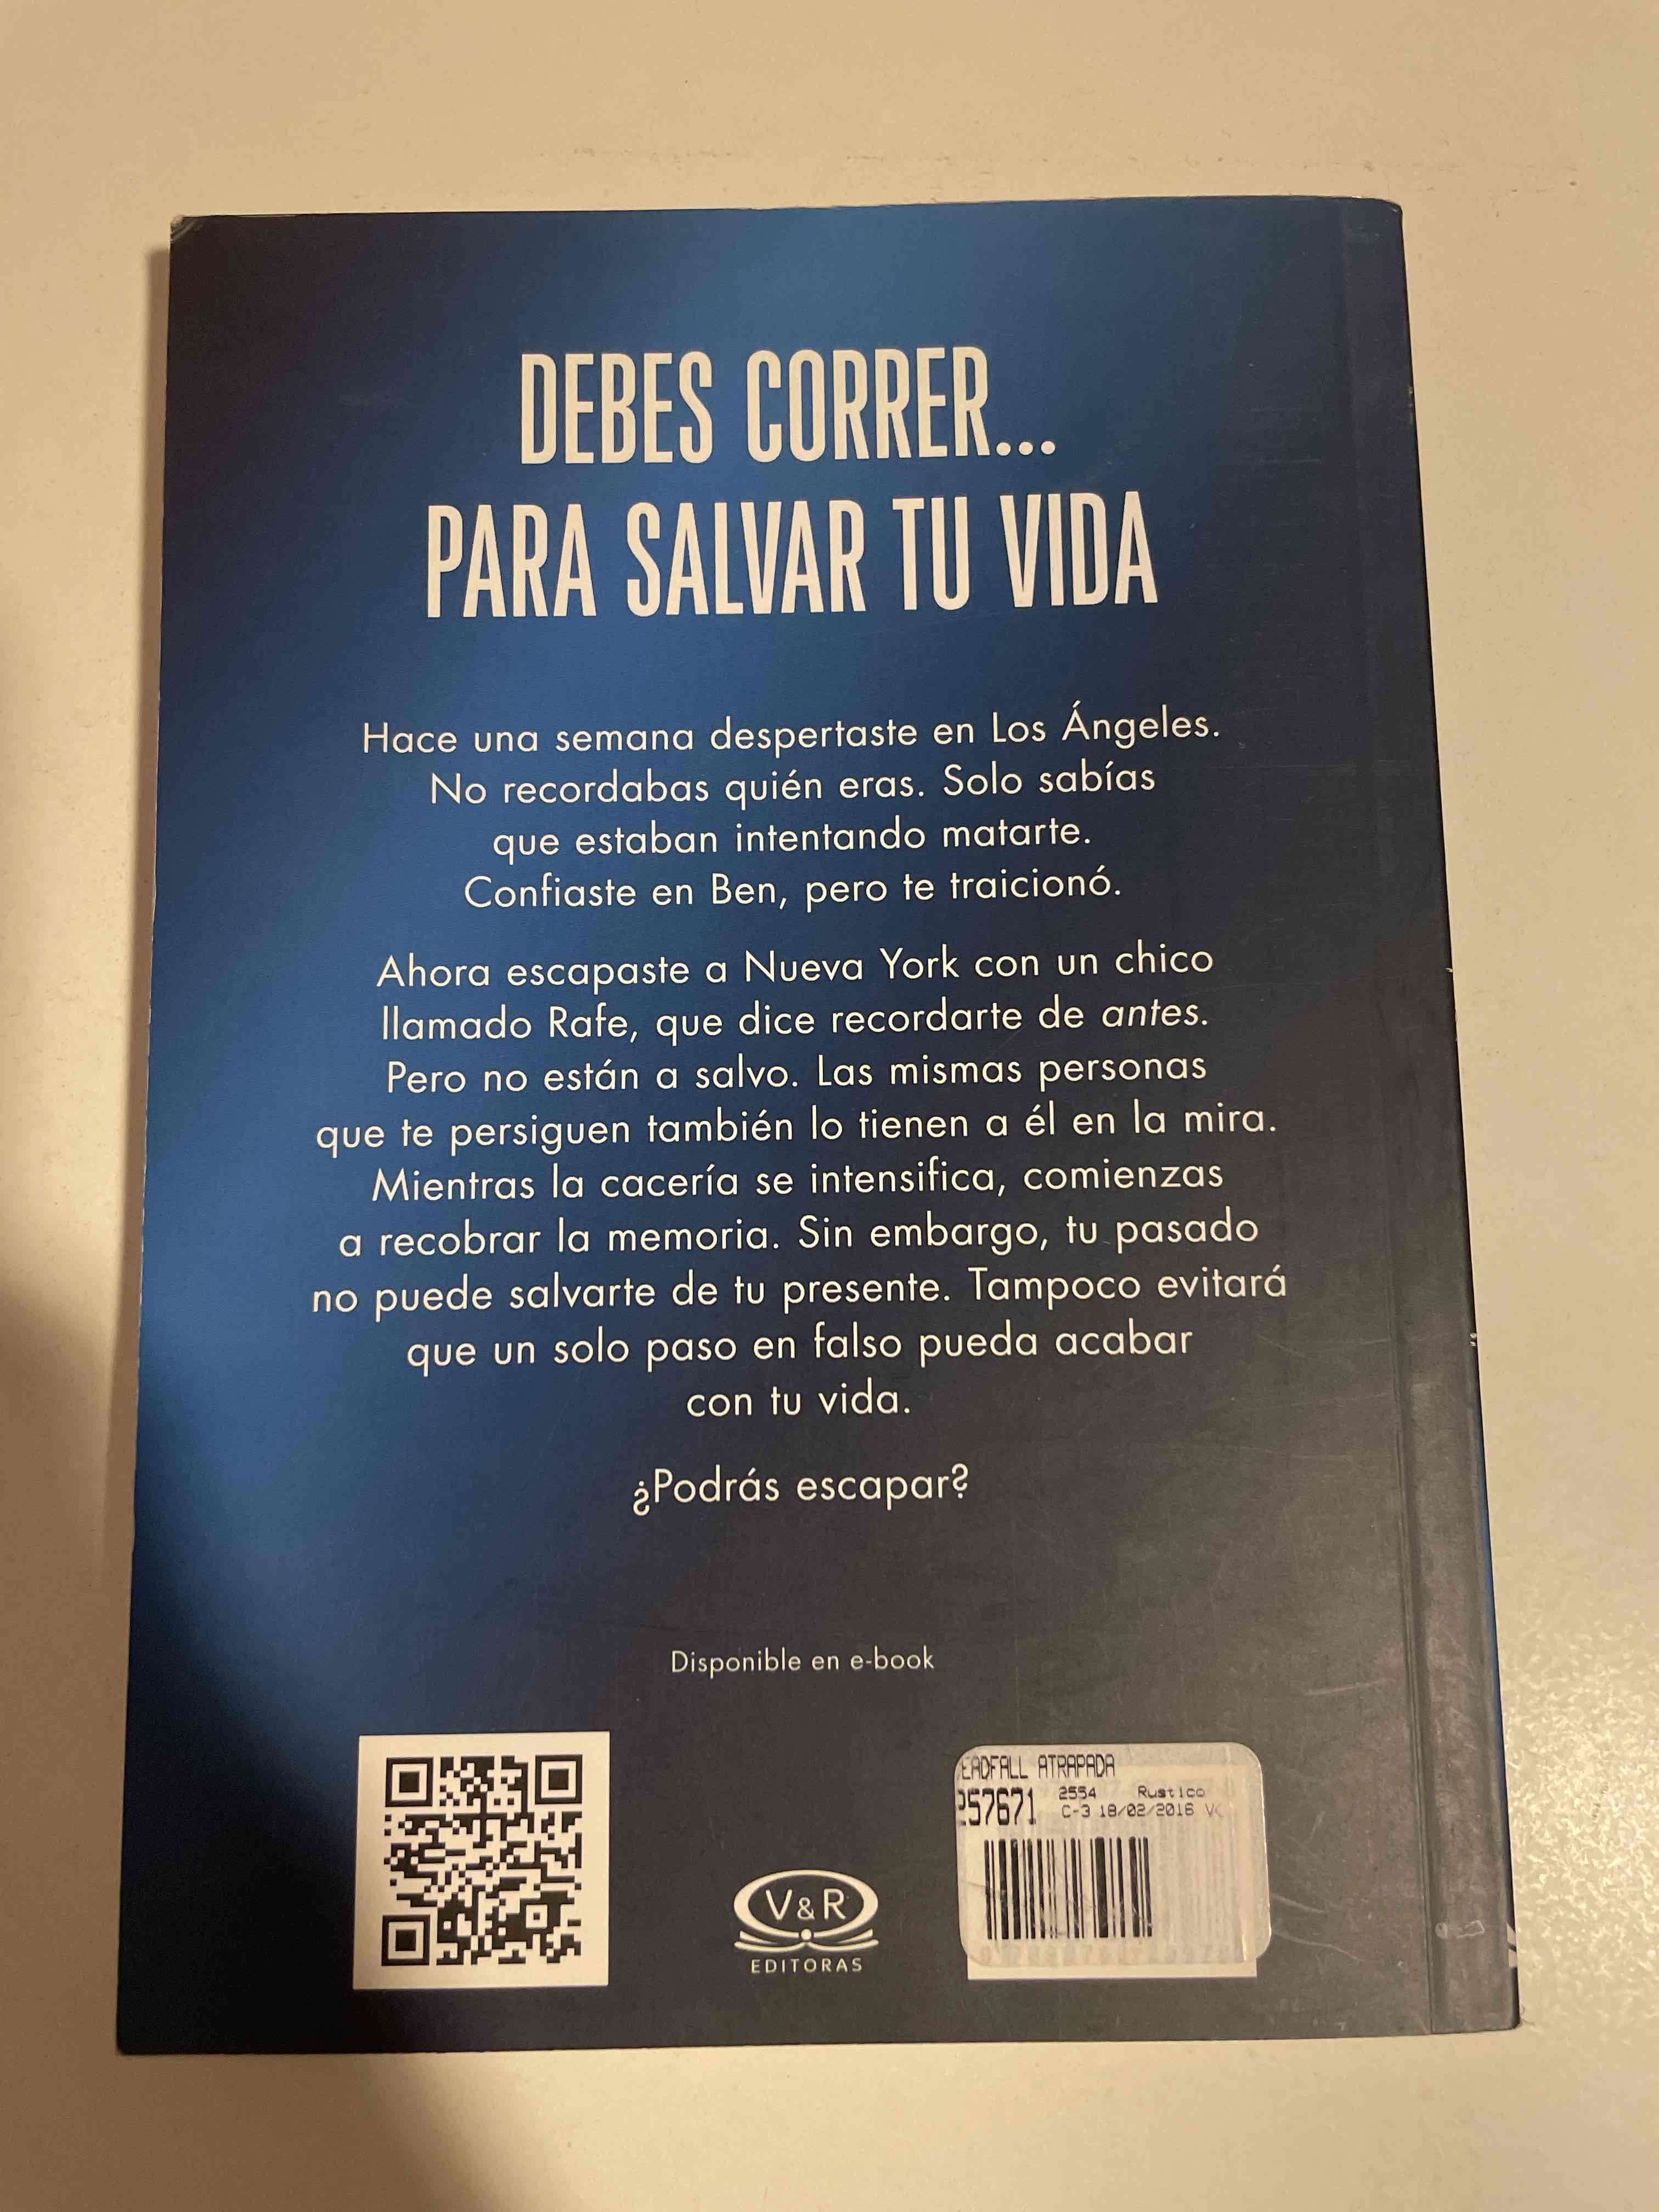 DEBES CORRER...
PARA SALVAR TU VIDA
Hace una semana despertaste en Los Ángeles.
No recordabas quién eras. Solo sabías
que estaban intentando matarte.
Confiaste en Ben, pero te traicionó.
Ahora escapaste a Nueva York con un chico
llamado Rafe, que dice recordarte de antes.
Pero no están a salvo. Las mismas personas
que te persiguen también lo tienen a él en la mira.
Mientras la cacería se intensifica, comienzas
a recobrar la memoria. Sin embargo, tu pasado
no puede salvarte de tu presente. Tampoco evitará
que un solo paso en falso pueda acabar
con tu vida.
¿Podrás escapar?
Disponible en e-book
V&R
EDITORAS
EADFALL ATRAPADA
257671 2554 Rustico
C-3 18/02/2016